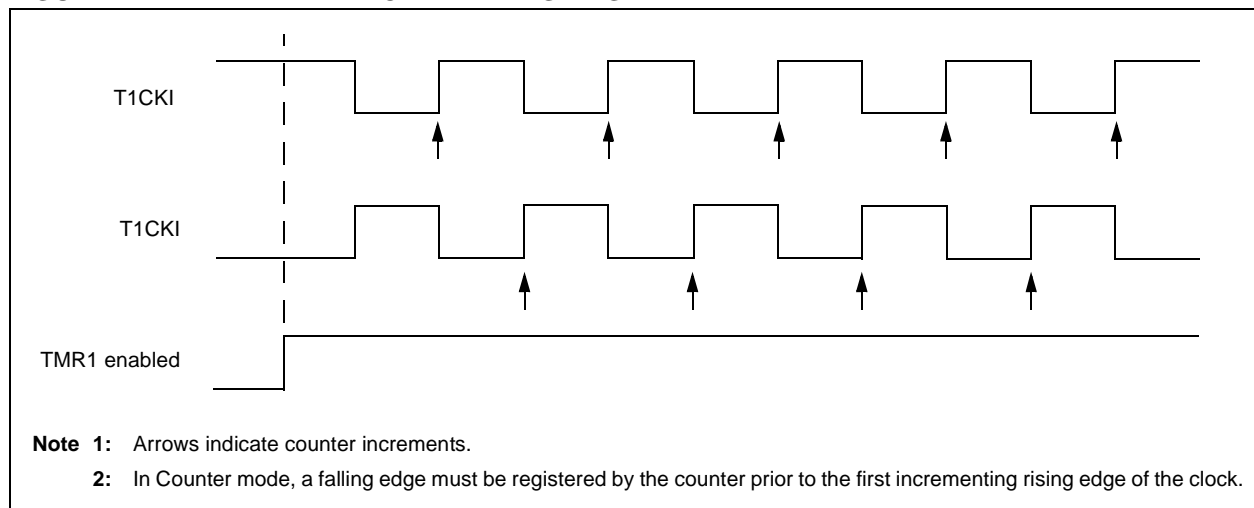 T1CKI
T1CKI
TMR1 enabled
Note 1: Arrows indicate counter increments.
2: In Counter mode, a falling edge must be registered by the counter prior to the first incrementing rising edge of the clock.